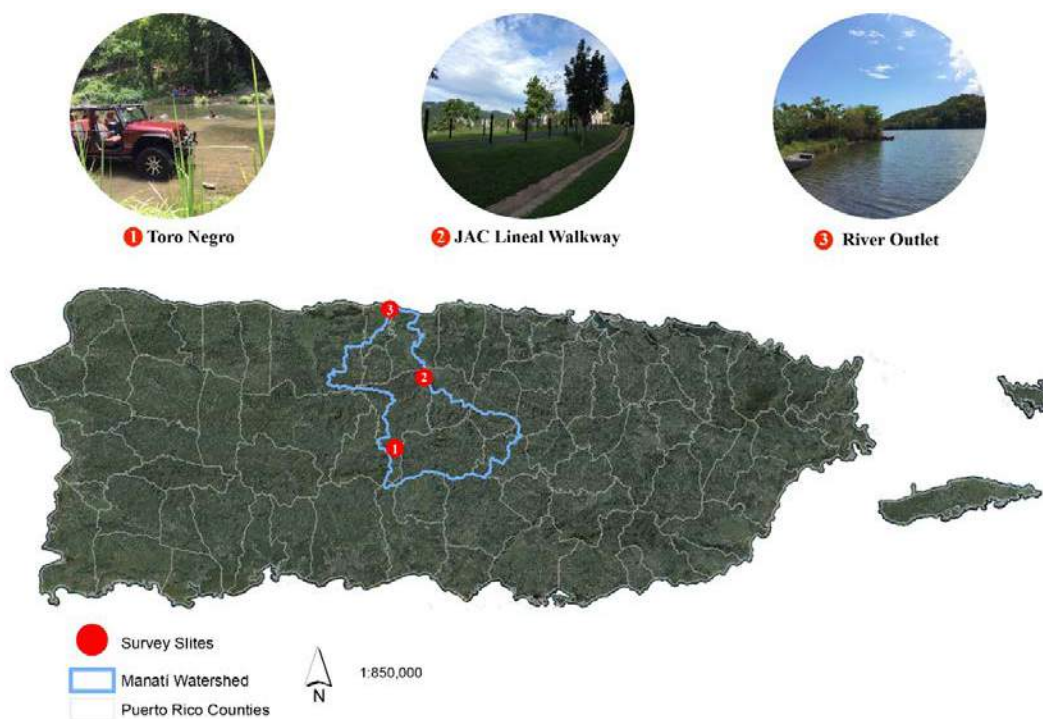 1 Toro Negro
2 JAC Lineal Walkway
3 River Outlet
3
2
1
Survey Slites
Manatí Watershed
1:850,000
N
Puerto Rico Counties